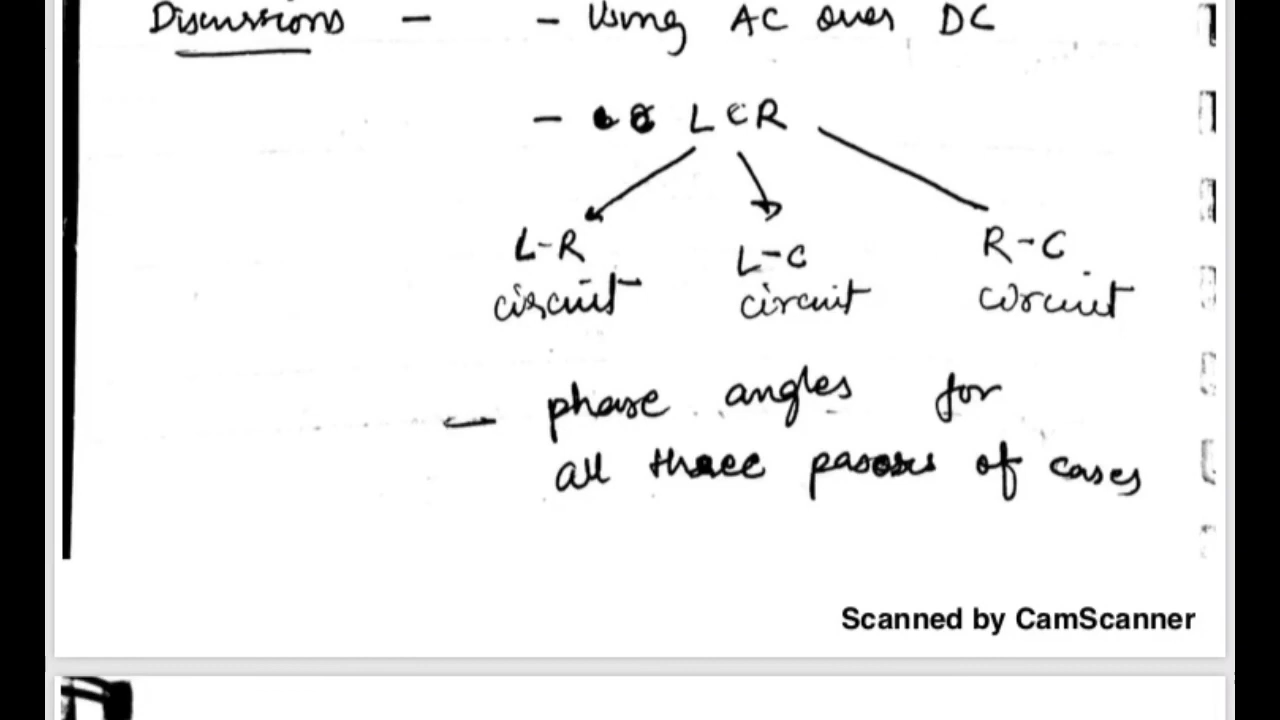 Discussions - - Using AC over DC
- LCR
L-R L-C R-C
circuit circuit circuit
- phase angles for
all three of cases
Scanned by CamScanner